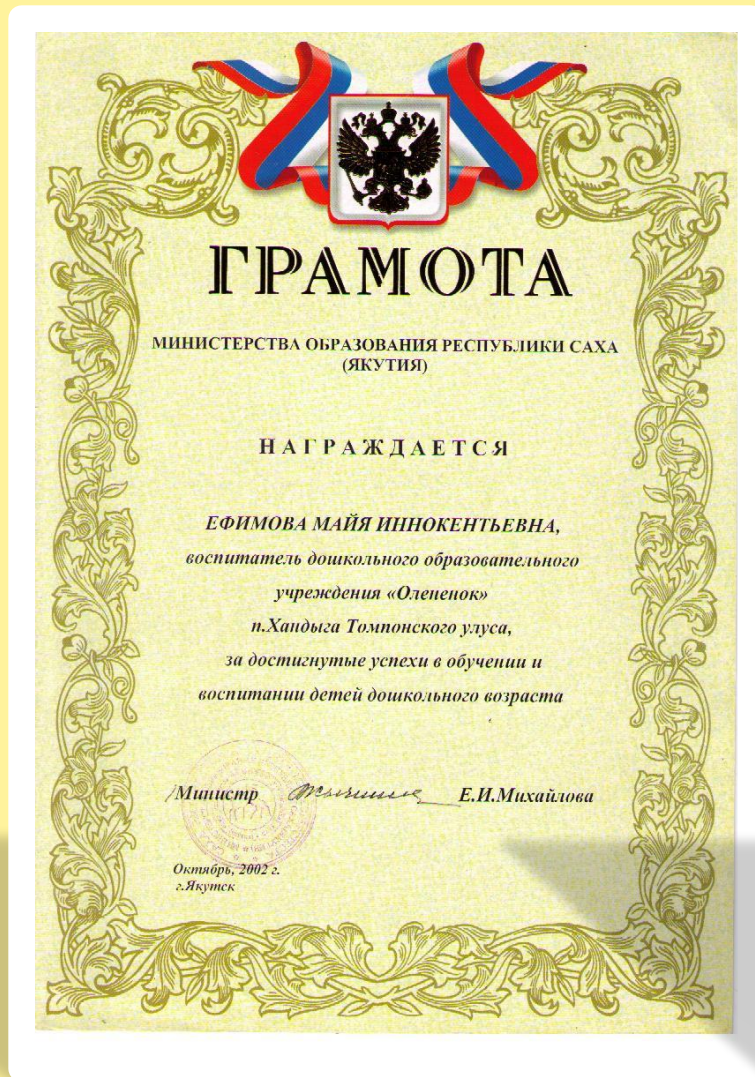 ГРАМОТА
МИНИСТЕРСТВА ОБРАЗОВАНИЯ РЕСПУБЛИКИ САХА
(ЯКУТИЯ)
НАГРАЖДАЕТСЯ
ЕФИМОВА МАЙЯ ИННОКЕНТЬЕВНА,
воспитатель дошкольного образовательного
учреждения «Олененок»
п.Хандыга Томпонского улуса,
за достигнутые успехи в обучении и
воспитании детей дошкольного возраста
Министр Е.И.Михайлова
Октябрь, 2002 г.
г.Якутск